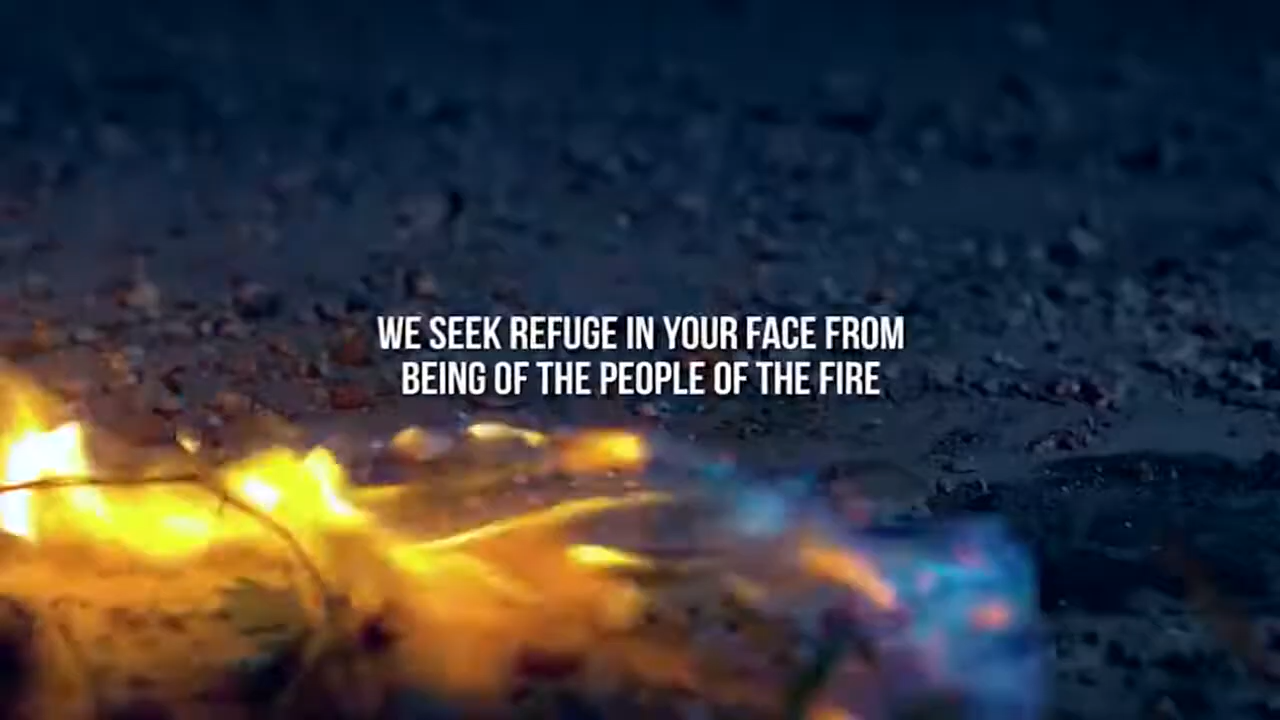 WE SEEK REFUGE IN YOUR FACE FROM
BEING OF THE PEOPLE OF THE FIRE